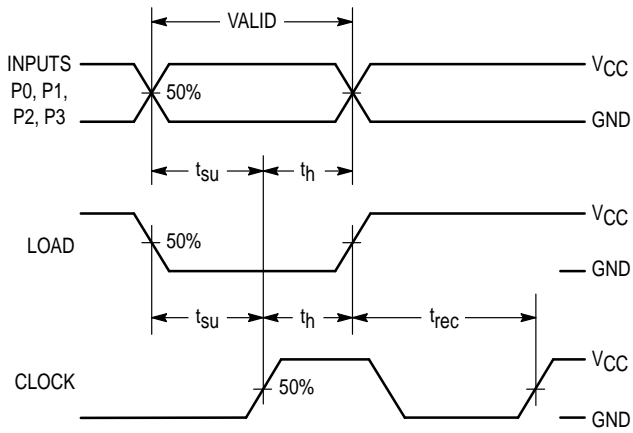 VALID
INPUTS
P0, P1,
P2, P3
50%
VCC
GND
tsu
th
LOAD
50%
VCC
GND
tsu
th
trec
CLOCK
50%
VCC
GND